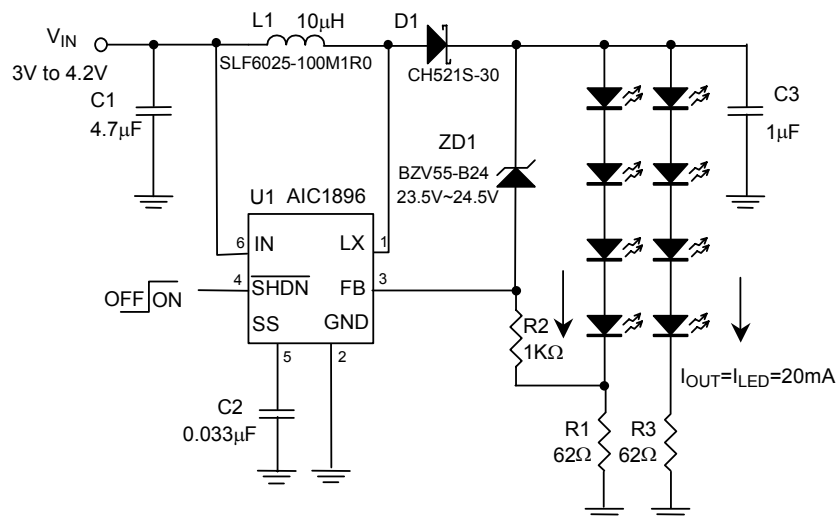 L1
10μH
D1
VIN
3V to 4.2V
SLF6025-100M1R0
CH521S-30
C1
4.7μF
C3
1μF
ZD1
BZV55-B24
23.5V~24.5V
U1 AIC1896
6
IN
LX
1
4
SHDN
FB
3
OFF
ON
SS
GND
5
2
R2
1KΩ
IOUT=ILED=20mA
C2
0.033μF
R1
62Ω
R3
62Ω